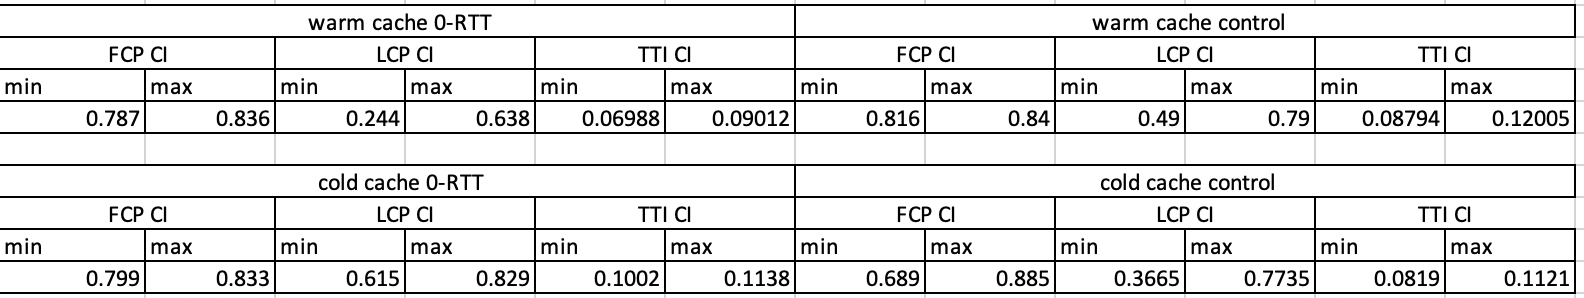 warm cache 0-RTT warm cache control
FCP CI LCP CI TTI CI FCP CI LCP CI TTI CI
min max min max min max min max min max min max
0.787 0.836 0.244 0.638 0.06988 0.09012 0.816 0.84 0.49 0.79 0.08794 0.12005
cold cache 0-RTT cold cache control
FCP CI LCP CI TTI CI FCP CI LCP CI TTI CI
min max min max min max min max min max min max
0.799 0.833 0.615 0.829 0.1002 0.1138 0.689 0.885 0.3665 0.7735 0.0819 0.1121